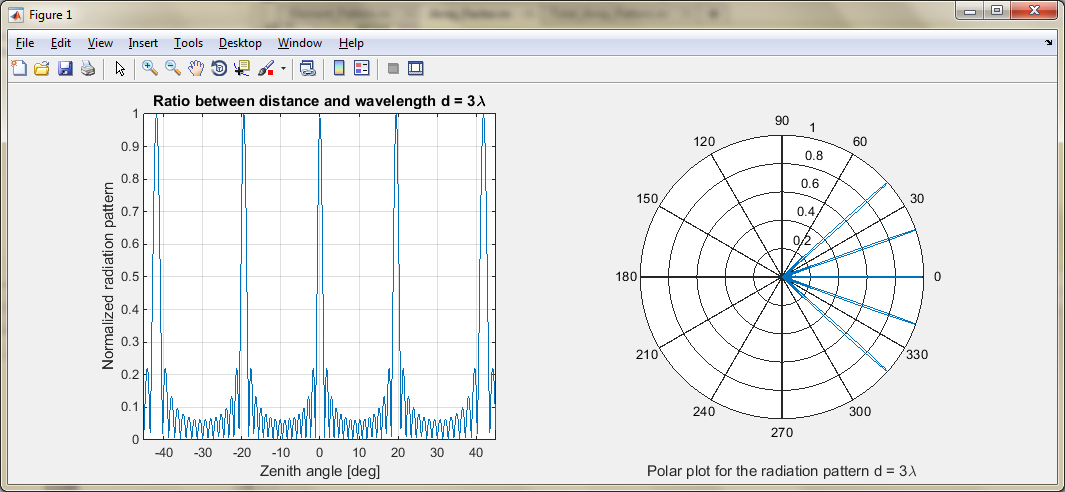 Figure 1
File Edit View Insert Tools Desktop Window Help
Ratio between distance and wavelength d = 3λ
Normalized radiation pattern
1
0.9
0.8
0.7
0.6
0.5
0.4
0.3
0.2
0.1
0
-40 -30 -20 -10 0 10 20 30 40
Zenith angle [deg]
90
120 1 60
0.8
150 0.6 30
0.4
0.2
180 0
210 330
240 300
270
Polar plot for the radiation pattern d = 3λ